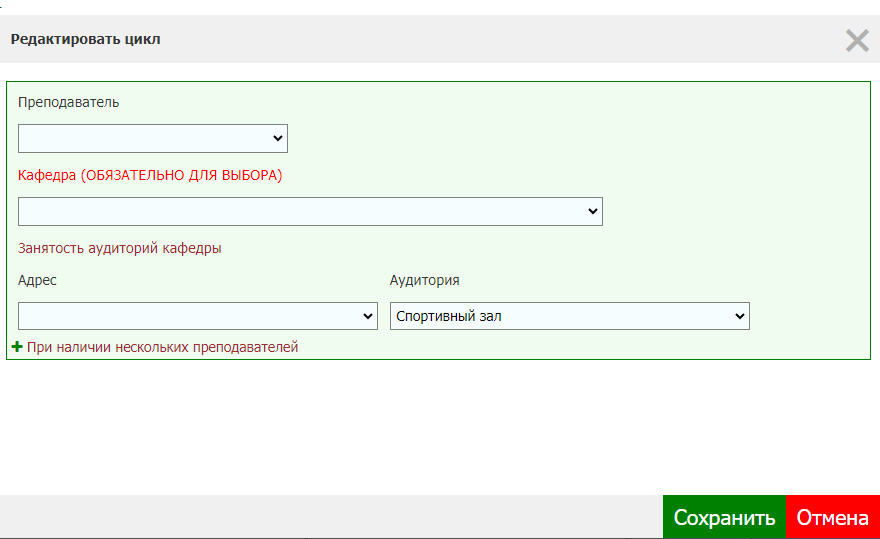 Редактировать цикл
Преподаватель
Кафедра (ОБЯЗАТЕЛЬНО ДЛЯ ВЫБОРА)
Занятость аудиторий кафедры
Адрес Аудитория
Спортивный зал
При наличии нескольких преподавателей
Сохранить Отмена